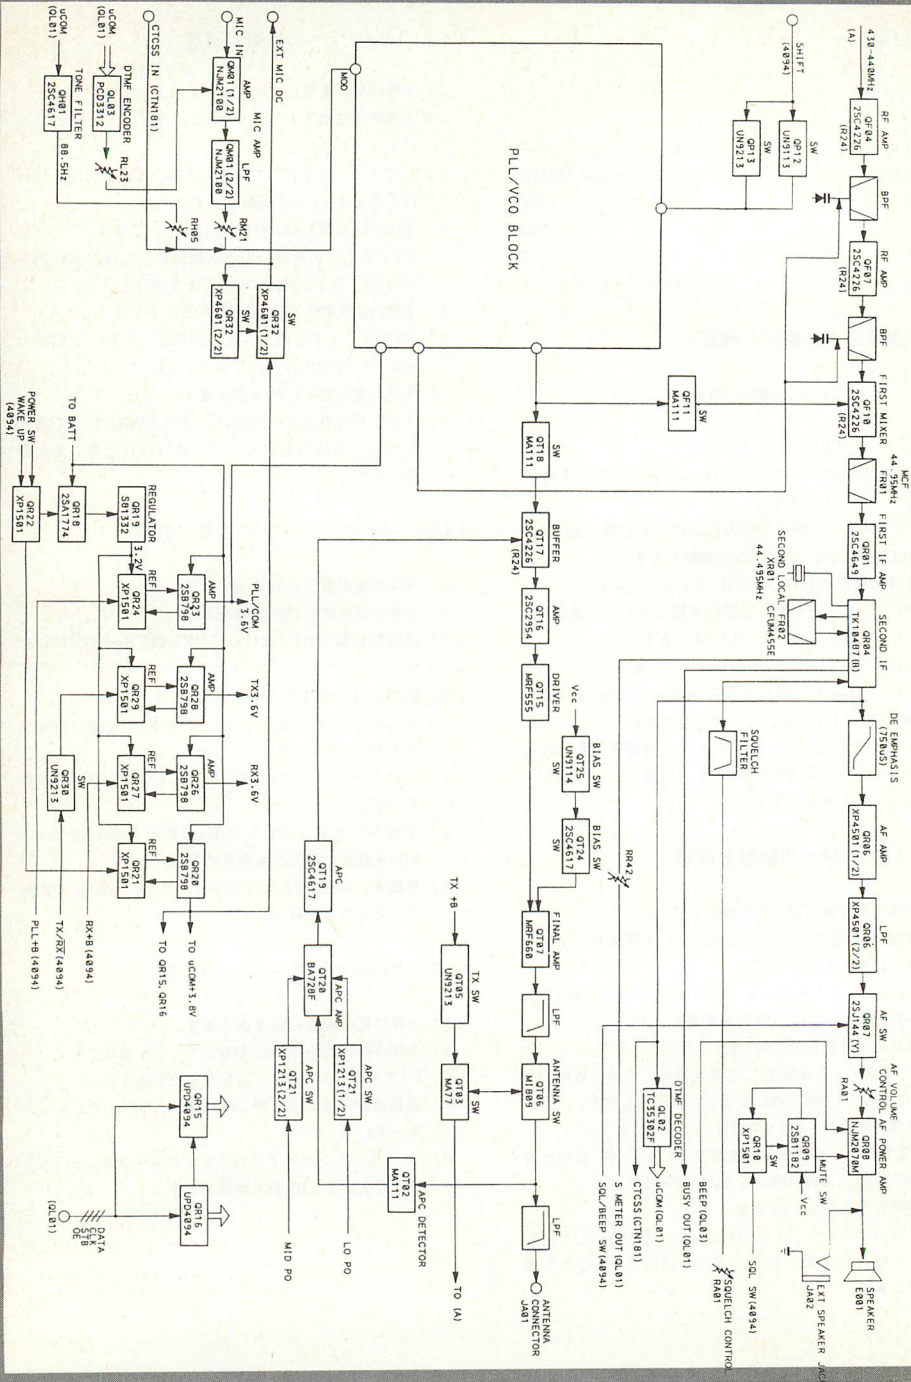 430-440MHz
(A)
RF AMP
QF04
2SC4226
(R24)
BPF
RF AMP
QF07
2SC4226
(R24)
BPF
FIRST MIXER
QF10
2SC4226
(R24)
MCF
44.95MHz
FR01
FIRST IF AMP
QR01
2SC4649
SECOND IF
QR04
TK10487(B)
DE EMPHASIS
(750uS)
AF AMP
QR06
XP4501(1/2)
LPF
QR06
XP4501(2/2)
AF SW
QR07
2SJ144(Y)
AF VOLUME
CONTROL
RA01
AF POWER
AMP
QR08
NJM2070M
SPEAKER
E001
EXT SPEAKER JACK
JA02
SHIFT
(4094)
SW
QP12
UN9113
SW
QP13
UN9213
SECOND LOCAL
XR01
44.495MHz
FR02
CFUM455E
SQUELCH
FILTER
MUTE SW
QR09
2SB1182
Vcc
SW
QR10
XP1501
SQL SW(4094)
SQUELCH CONTROL
RA01
SW
QF11
MA111
RR42
DTMF DECODER
QL02
TC35302F
BEEP(QL03)
BUSY OUT(QL01)
uCOM(QL01)
CTCSS(CTN181)
S METER OUT(QL01)
SQL/BEEP SW(4094)
PLL/VCO BLOCK
MOD
SW
QT18
MA111
BUFFER
QT17
2SC4226
(R24)
AMP
QT16
2SC2954
DRIVER
QT15
MRF555
Vcc
BIAS SW
QT25
UN9114
BIAS SW
QT24
2SC4617
SW
FINAL AMP
QT07
MRF660
LPF
ANTENNA SW
QT06
MI809
LPF
ANTENNA
CONNECTOR
JA01
TX +B
TX SW
QT05
UN9213
SW
QT03
MA77
TO (A)
APC DETECTOR
QT02
MA111
APC
QT19
2SC4617
APC AMP
QT20
BA728F
APC SW
QT21
XP1213(1/2)
LO PO
APC SW
QT21
XP1213(2/2)
MID PO
EXT MIC DC
MIC IN
CTCSS IN (CTN181)
MIC AMP
AMP
QM01(1/2)
NJM2100
LPF
QM01(2/2)
NJM2100
RM21
RH05
SW
QR32
XP4601(1/2)
SW
QR32
XP4601(2/2)
uCOM
(QL01)
DTMF ENCODER
QL03
PCD3312
RL23
uCOM
(QL01)
TONE FILTER
QH01
2SC4617
88.5Hz
TO BATT
POWER SW
WAKE UP
(4094)
QR22
XP1501
QR18
2SA1774
REGULATOR
QR19
S81332
3.2V
AMP
QR23
2SB798
PLL/COM
3.6V
REF
QR24
XP1501
AMP
QR28
2SB798
TX3.6V
REF
QR29
XP1501
AMP
QR26
2SB798
RX3.6V
REF
QR27
XP1501
SW
QR30
UN9213
QR20
2SB798
REF
QR21
XP1501
TO uCOM+3.8V
TO QR15,QR16
RX+B(4094)
TX/RX(4094)
PLL+B(4094)
QR15
UPD4094
QR16
UPD4094
DATA
CLK
STB
OE
(QL01)